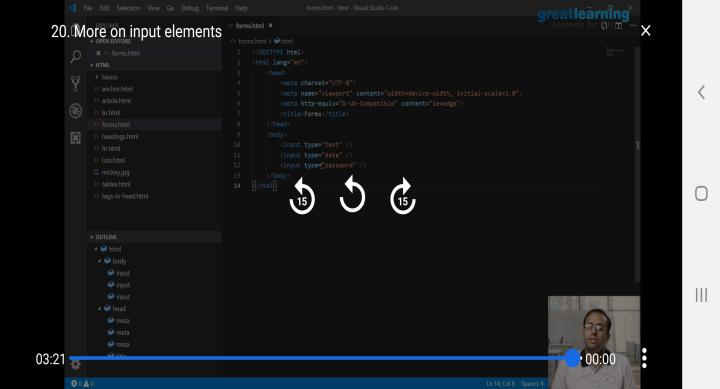 File Edit Selection View Go Debug Terminal Help
forms.html - html - Visual Studio Code
greatlearning
Learning for
20. More on input elements
EXPLORER
OPEN EDITORS
forms.html
HTML
basics
anchor.html
article.html
br.html
forms.html
headings.html
hr.html
lists.html
mickey.jpg
tables.html
tags-in-head.html
OUTLINE
html
body
input
input
input
head
meta
meta
meta
title
forms.html
forms.html > html
1 <!DOCTYPE html>
2 <html lang="en">
3 <head>
4 <meta charset="UTF-8">
5 <meta name="viewport" content="width=device-width, initial-scale=1.0">
6 <meta http-equiv="X-UA-Compatible" content="ie=edge">
7 <title>Forms</title>
8 </head>
9 <body>
10 <input type="text" />
11 <input type="date" />
12 <input type="password" />
13 </body>
14 </html>
15
15
03:21
00:00
0 0
Ln 14, Col 8 Spaces: 4